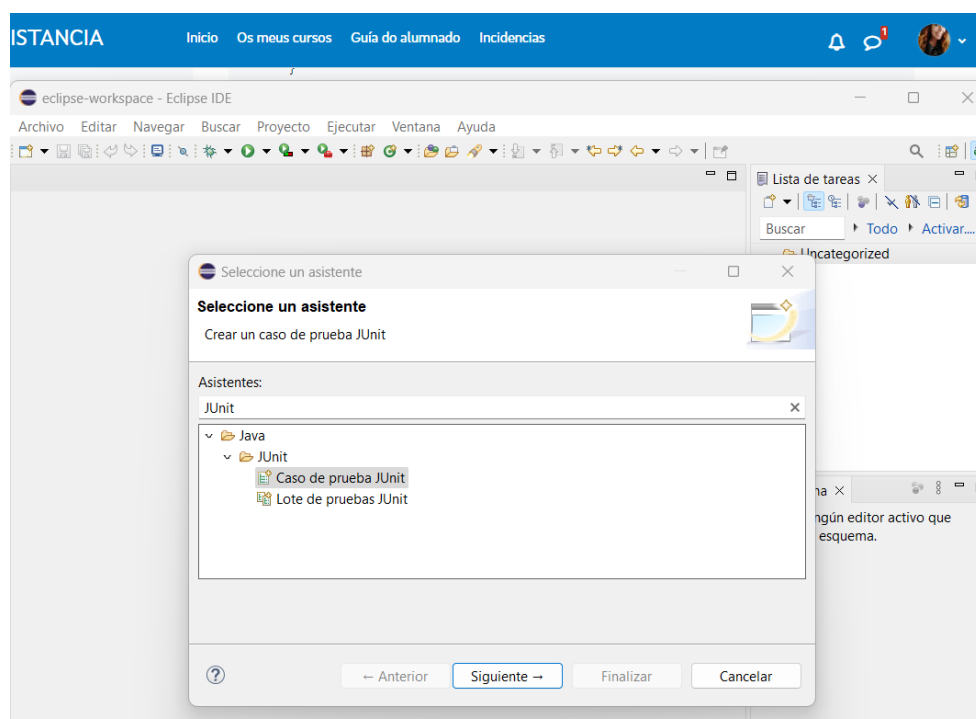 ISTANCIA Inicio Os meus cursos Guía do alumnado Incidencias 1
eclipse-workspace - Eclipse IDE
Archivo Editar Navegar Buscar Proyecto Ejecutar Ventana Ayuda
Lista de tareas
Buscar Todo Activar....
Uncategorized
Seleccione un asistente
Seleccione un asistente
Crear un caso de prueba JUnit
Asistentes:
JUnit
Java
JUnit
Caso de prueba JUnit
Lote de pruebas JUnit
na
ngún editor activo que
esquema.
← Anterior Siguiente → Finalizar Cancelar